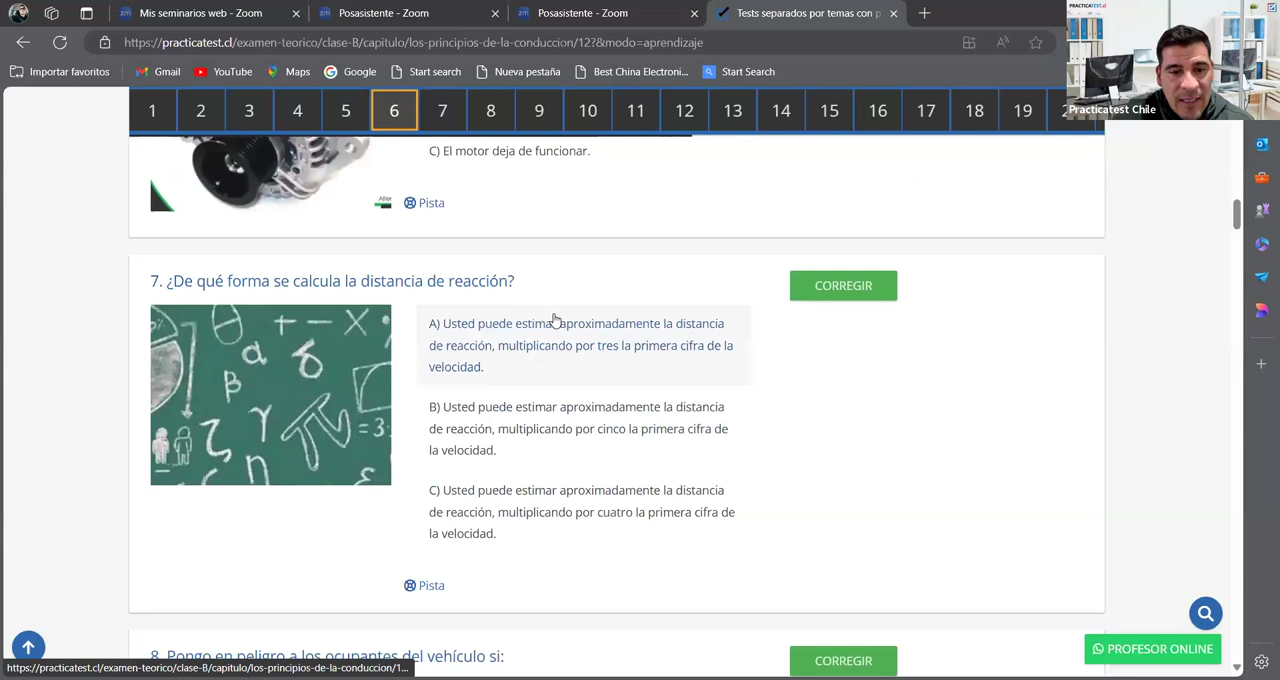 Mis seminarios web - Zoom
Posasistente - Zoom
Posasistente - Zoom
Tests separados por temas con p
https://practicatest.cl/examen-teorico/clase-B/capitulo/los-principios-de-la-conduccion/12?&modo=aprendizaje
Importar favoritos
Gmail
YouTube
Maps
Google
Start search
Nueva pestaña
Best China Electroni...
Start Search
PRACTICATEST.cl
Practicatest Chile
1 2 3 4 5 6 7 8 9 10 11 12 13 14 15 16 17 18 19
C) El motor deja de funcionar.
Alter
Pista
7. ¿De qué forma se calcula la distancia de reacción?
CORREGIR
A) Usted puede estimar aproximadamente la distancia
de reacción, multiplicando por tres la primera cifra de la
velocidad.
B) Usted puede estimar aproximadamente la distancia
de reacción, multiplicando por cinco la primera cifra de
la velocidad.
C) Usted puede estimar aproximadamente la distancia
de reacción, multiplicando por cuatro la primera cifra de
la velocidad.
Pista
8. Pongo en peligro a los ocupantes del vehículo si:
CORREGIR
PROFESOR ONLINE
https://practicatest.cl/examen-teorico/clase-B/capitulo/los-principios-de-la-conduccion/1...